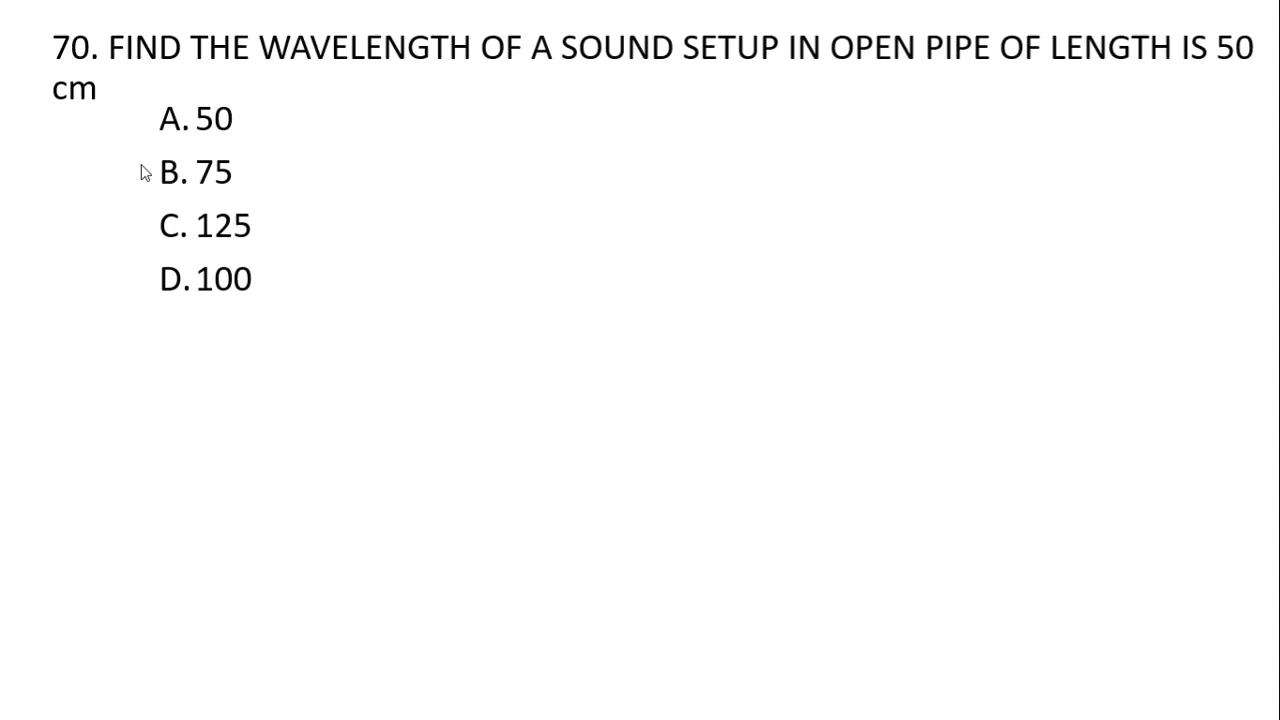 70. FIND THE WAVELENGTH OF A SOUND SETUP IN OPEN PIPE OF LENGTH IS 50
cm
A. 50
B. 75
C. 125
D. 100